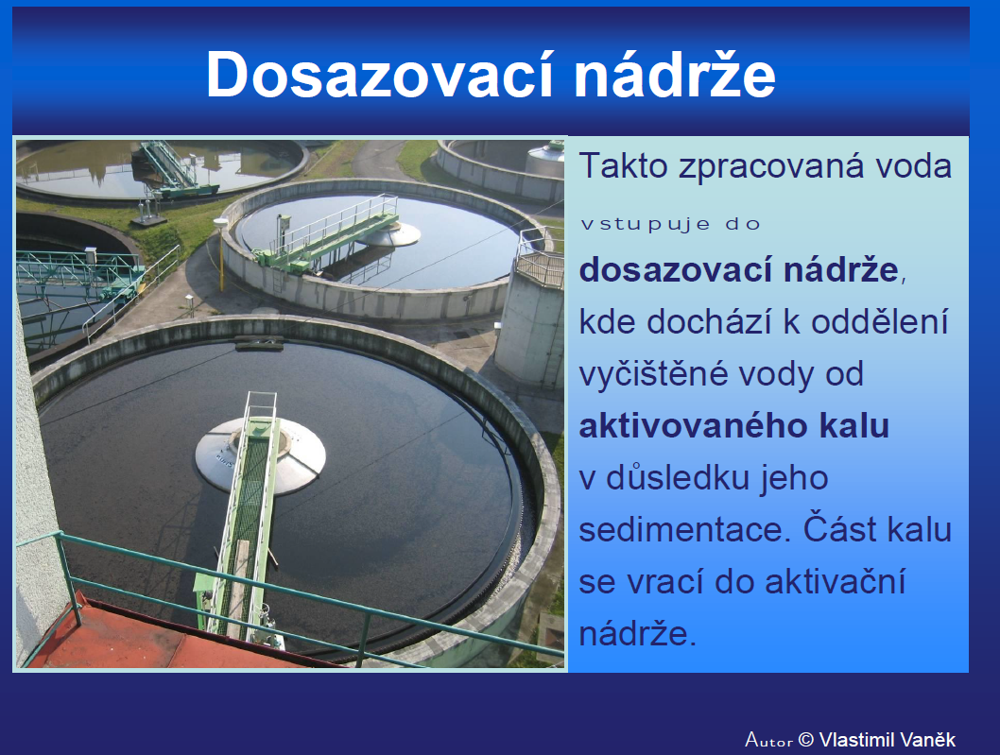 Dosazovací nádrže
Takto zpracovaná voda
vstupuje do
dosazovací nádrže,
kde dochází k oddělení
vyčištěné vody od
aktivovaného kalu
v důsledku jeho
sedimentace. Část kalu
se vrací do aktivační
nádrže.
Autor © Vlastimil Vaněk